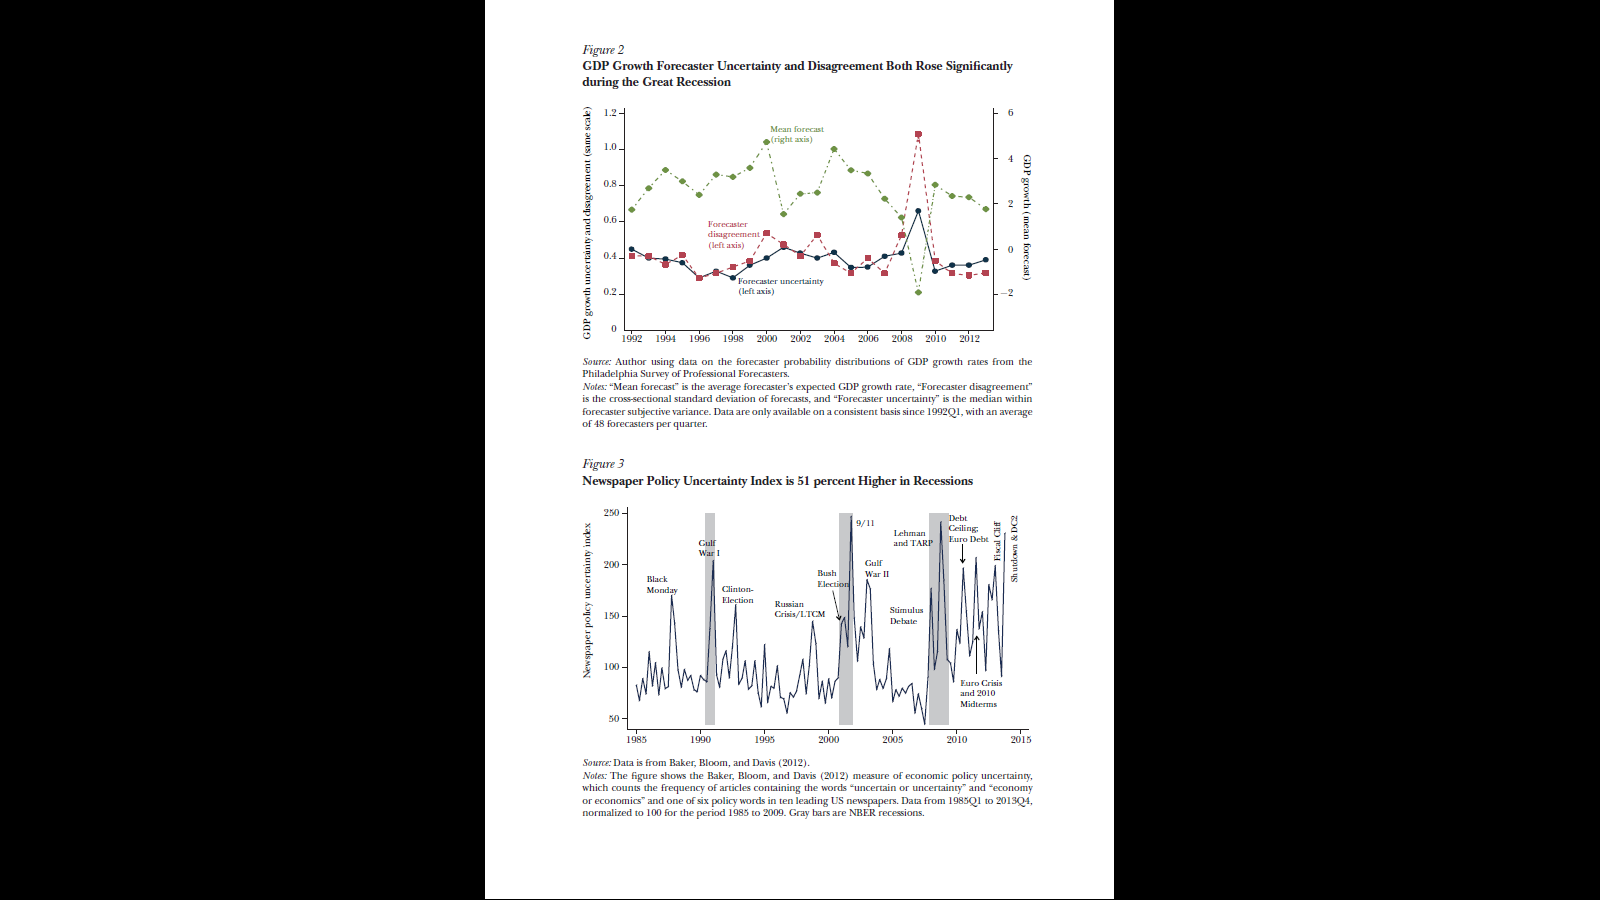 Figure 2
GDP Growth Forecaster Uncertainty and Disagreement Both Rose Significantly
during the Great Recession
GDP growth uncertainty and disagreement (same scale)
1.2
1.0
0.8
0.6
0.4
0.2
0
Mean forecast
(right axis)
Forecaster
disagreement
(left axis)
Forecaster uncertainty
(left axis)
6
4
2
0
−2
GDP growth (mean forecast)
1992 1994 1996 1998 2000 2002 2004 2006 2008 2010 2012
Source: Author using data on the forecaster probability distributions of GDP growth rates from the
Philadelphia Survey of Professional Forecasters.
Notes: “Mean forecast” is the average forecaster’s expected GDP growth rate, “Forecaster disagreement”
is the cross-sectional standard deviation of forecasts, and “Forecaster uncertainty” is the median within
forecaster subjective variance. Data are only available on a consistent basis since 1992Q1, with an average
of 48 forecasters per quarter.
Figure 3
Newspaper Policy Uncertainty Index is 51 percent Higher in Recessions
Newspaper policy uncertainty index
250
200
150
100
50
Black
Monday
Gulf
War I
Clinton-
Election
Russian
Crisis/LTCM
Bush
Election
9/11
Gulf
War II
Lehman
and TARP
Stimulus
Debate
Debt
Ceiling;
Euro Debt
Euro Crisis
and 2010
Midterms
Fiscal Cliff
Shutdown & DC2
1985 1990 1995 2000 2005 2010 2015
Source: Data is from Baker, Bloom, and Davis (2012).
Notes: The figure shows the Baker, Bloom, and Davis (2012) measure of economic policy uncertainty,
which counts the frequency of articles containing the words “uncertain or uncertainty” and “economy
or economics” and one of six policy words in ten leading US newspapers. Data from 1985Q1 to 2013Q4,
normalized to 100 for the period 1985 to 2009. Gray bars are NBER recessions.